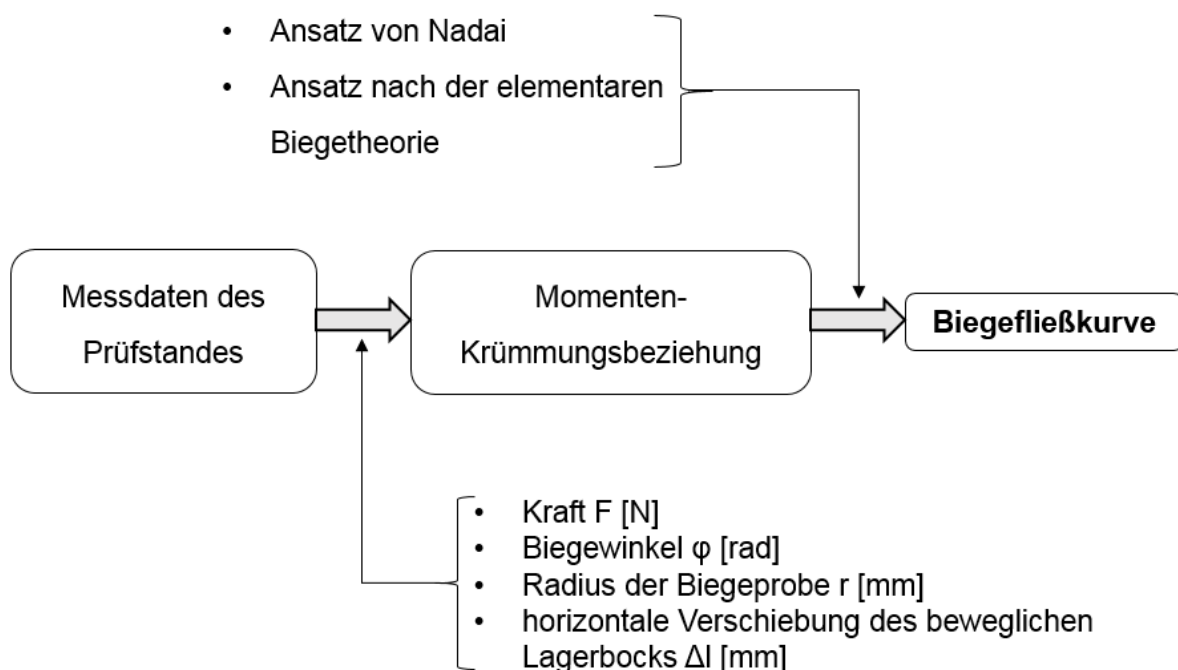 • Ansatz von Nadai
• Ansatz nach der elementaren
Biegetheorie
Messdaten des
Prüfstandes
Momenten-
Krümmungsbeziehung
Biegefließkurve
• Kraft F [N]
• Biegewinkel φ [rad]
• Radius der Biegeprobe r [mm]
• horizontale Verschiebung des beweglichen
Lagerbocks Δl [mm]